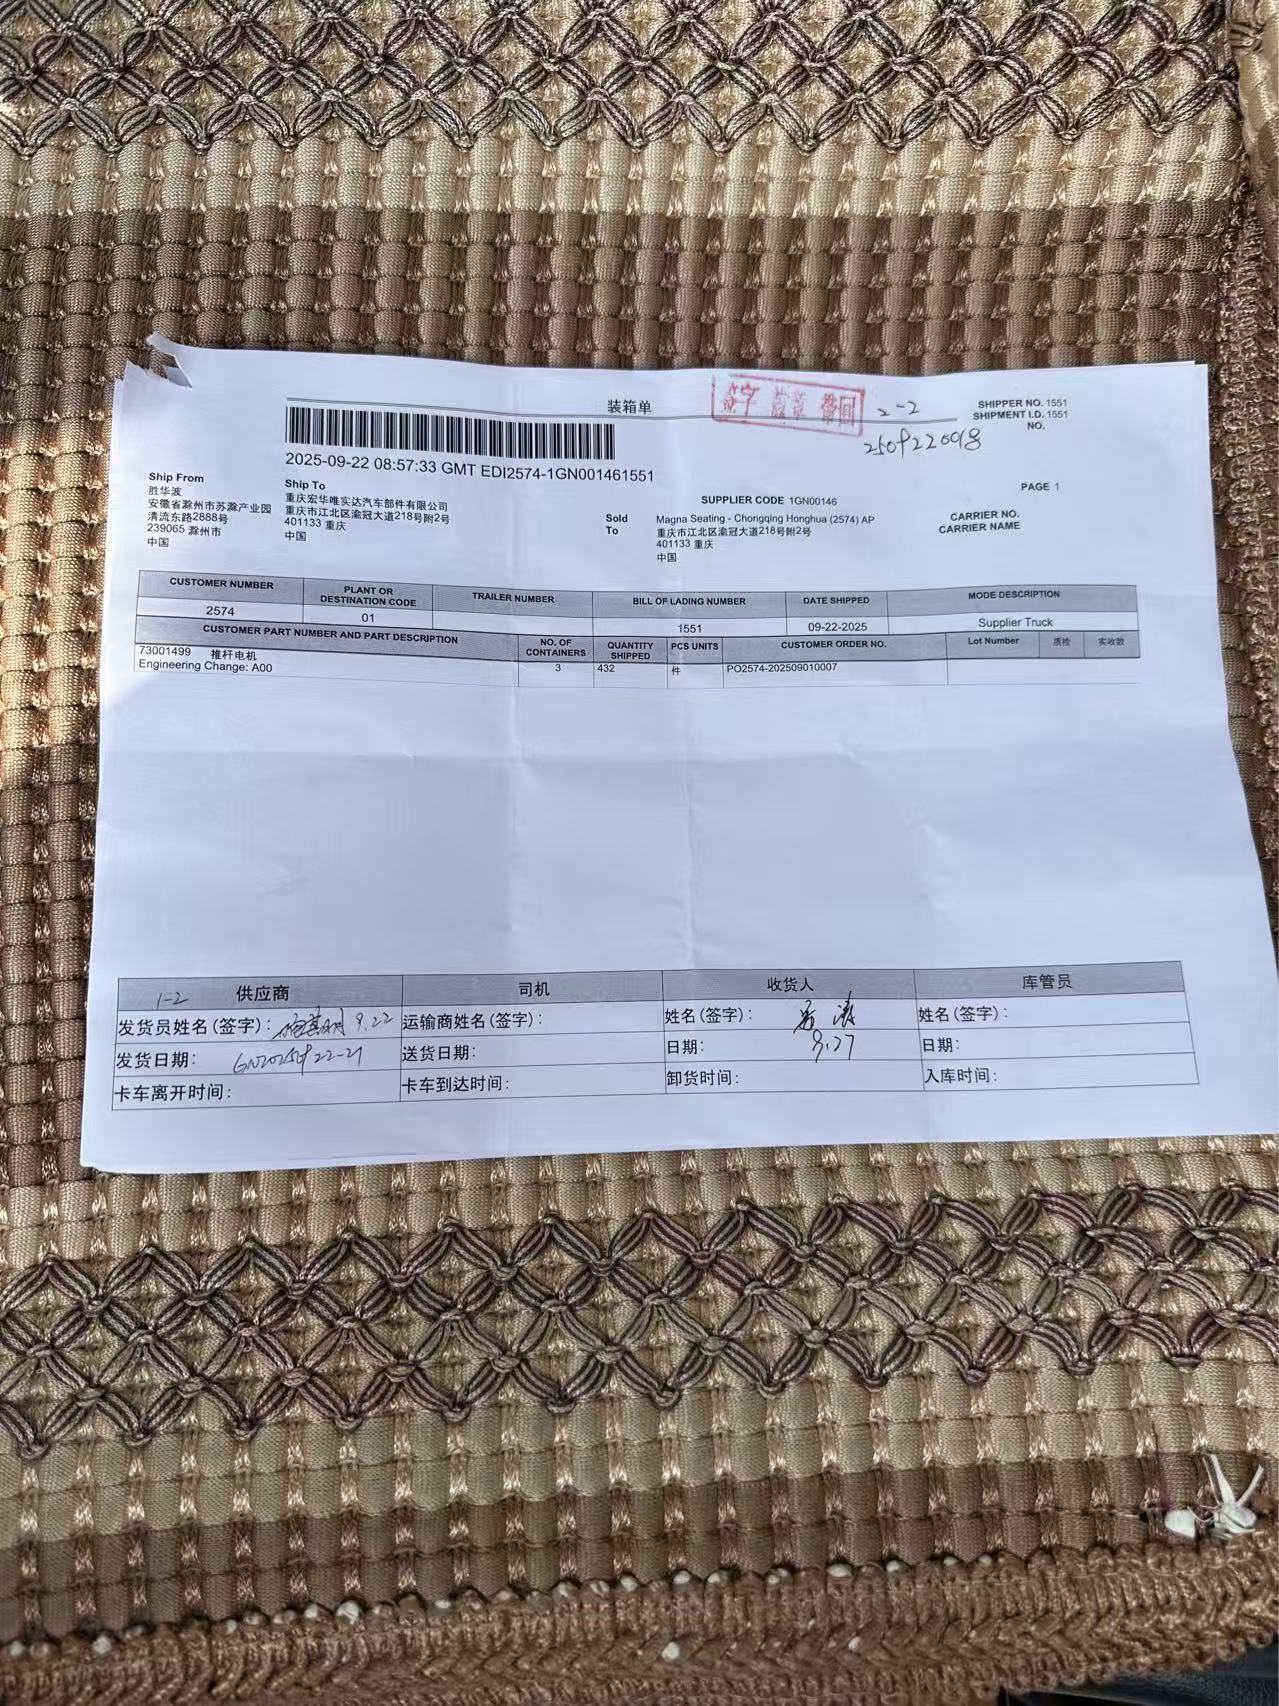 装箱单
2-2
2509220018
SHIPPER NO. 1551
SHIPMENT I.D. 1551
NO.
2025-09-22 08:57:33 GMT EDI2574-1GN001461551
PAGE 1
Ship From
胜华波
安徽省滁州市苏滁产业园
清流东路2888号
239065 滁州市
中国
Ship To
重庆宏华唯实达汽车部件有限公司
重庆市江北区渝冠大道218号附2号
401133 重庆
中国
SUPPLIER CODE 1GN00146
Sold To
Magna Seating - Chongqing Honghua (2574) AP
重庆市江北区渝冠大道218号附2号
401133 重庆
中国
CARRIER NO.
CARRIER NAME
CUSTOMER NUMBER PLANT OR DESTINATION CODE TRAILER NUMBER BILL OF LADING NUMBER DATE SHIPPED MODE DESCRIPTION
2574 01 1551 09-22-2025 Supplier Truck
CUSTOMER PART NUMBER AND PART DESCRIPTION NO. OF CONTAINERS QUANTITY SHIPPED PCS UNITS CUSTOMER ORDER NO. Lot Number 质检 实收数
73001499 推杆电机 3 432 件 PO2574-202509010007
Engineering Change: A00
1-2 供应商 司机 收货人 库管员
发货员姓名(签字): 9.22 运输商姓名(签字): 姓名(签字): 姓名(签字):
发货日期: 送货日期: 日期: 9.27 日期:
卡车离开时间: 卡车到达时间: 卸货时间: 入库时间: